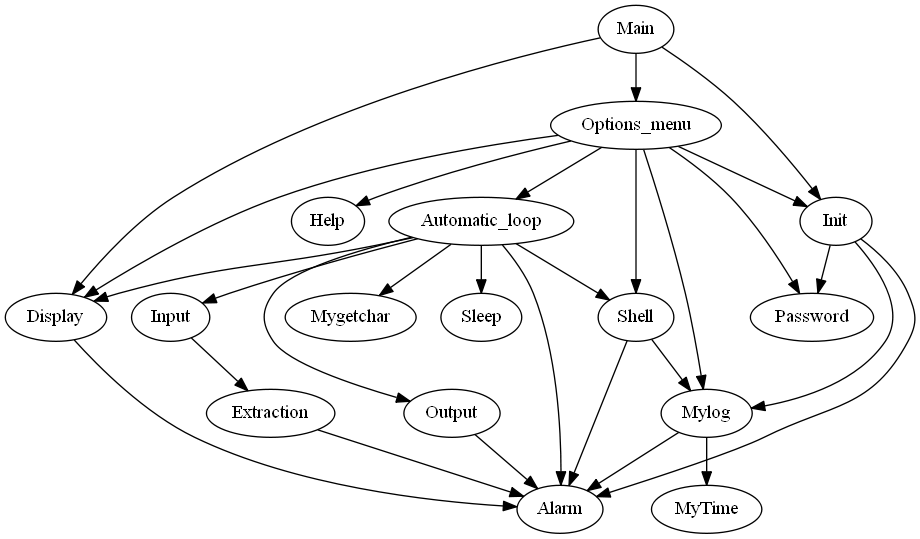 Main
Options_menu
Help
Automatic_loop
Init
Display
Input
Mygetchar
Sleep
Shell
Password
Extraction
Output
Mylog
Alarm
MyTime